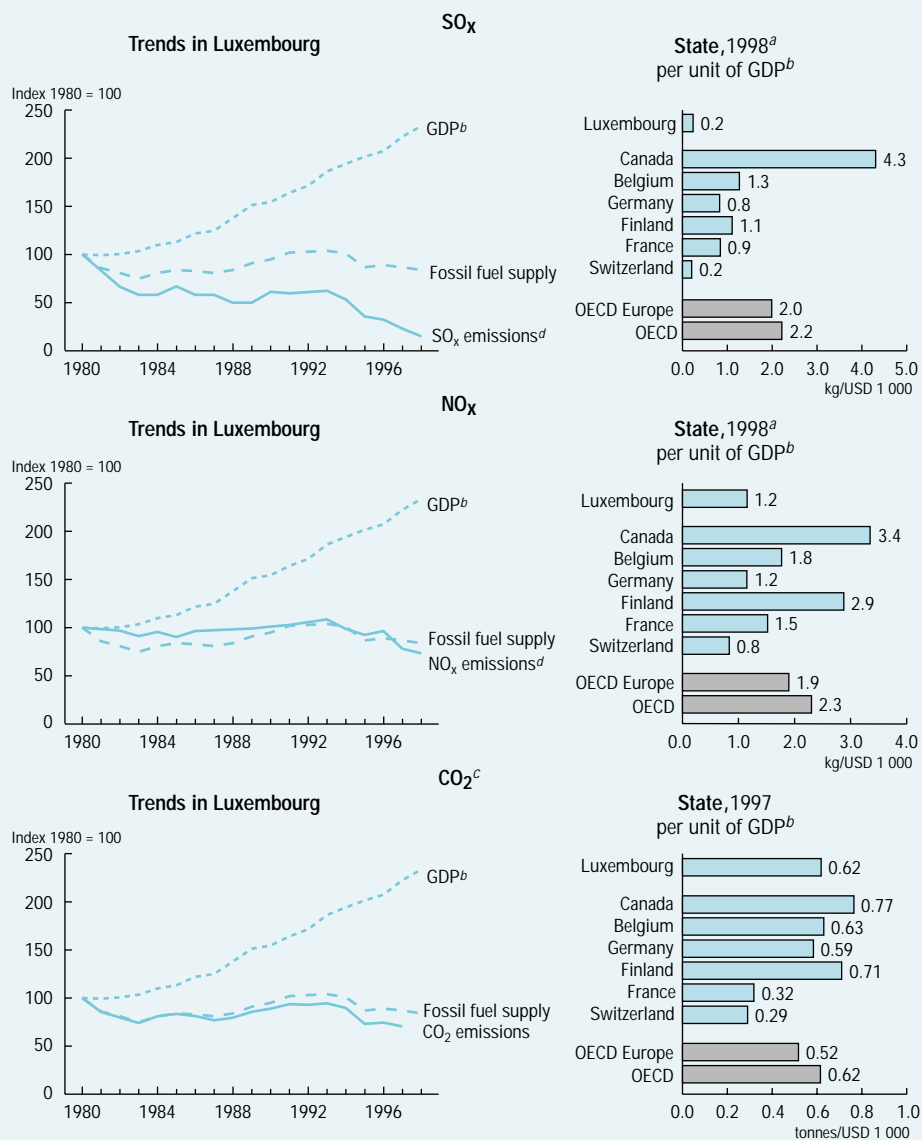 SOX
Trends in Luxembourg
Index 1980 = 100
250
200
150
100
50
0
GDPb
Fossil fuel supply
SOx emissionsd
1980 1984 1988 1992 1996
State, 1998a
per unit of GDPb
Luxembourg 0.2
Canada 4.3
Belgium 1.3
Germany 0.8
Finland 1.1
France 0.9
Switzerland 0.2
OECD Europe 2.0
OECD 2.2
0.0 1.0 2.0 3.0 4.0 5.0
kg/USD 1 000
NOX
Trends in Luxembourg
Index 1980 = 100
250
200
150
100
50
0
GDPb
Fossil fuel supply
NOx emissionsd
1980 1984 1988 1992 1996
State, 1998a
per unit of GDPb
Luxembourg 1.2
Canada 3.4
Belgium 1.8
Germany 1.2
Finland 2.9
France 1.5
Switzerland 0.8
OECD Europe 1.9
OECD 2.3
0.0 1.0 2.0 3.0 4.0
kg/USD 1 000
CO2c
Trends in Luxembourg
Index 1980 = 100
250
200
150
100
50
0
GDPb
Fossil fuel supply
CO2 emissions
1980 1984 1988 1992 1996
State, 1997
per unit of GDPb
Luxembourg 0.62
Canada 0.77
Belgium 0.63
Germany 0.59
Finland 0.71
France 0.32
Switzerland 0.29
OECD Europe 0.52
OECD 0.62
0.0 0.2 0.4 0.6 0.8 1.0
tonnes/USD 1 000